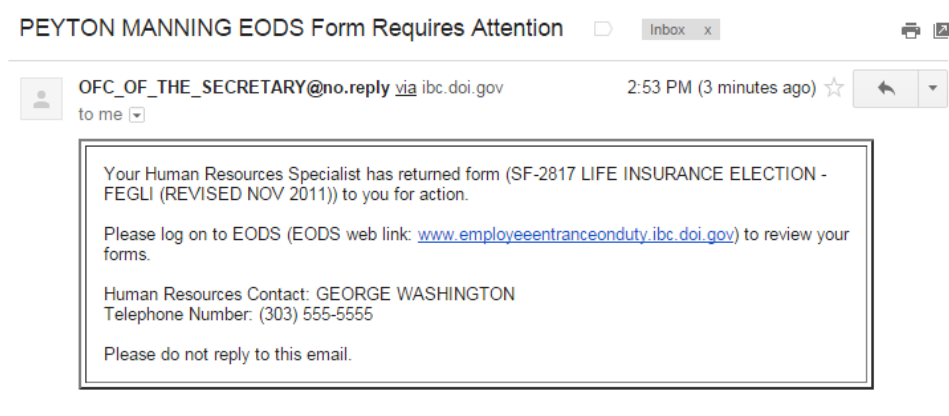 PEYTON MANNING EODS Form Requires Attention
Inbox x
OFC_OF_THE_SECRETARY@no.reply via ibc.doi.gov
2:53 PM (3 minutes ago)
to me
Your Human Resources Specialist has returned form (SF-2817 LIFE INSURANCE ELECTION -
FEGLI (REVISED NOV 2011)) to you for action.
Please log on to EODS (EODS web link: www.employeeentranceonduty.ibc.doi.gov) to review your
forms.
Human Resources Contact: GEORGE WASHINGTON
Telephone Number: (303) 555-5555
Please do not reply to this email.